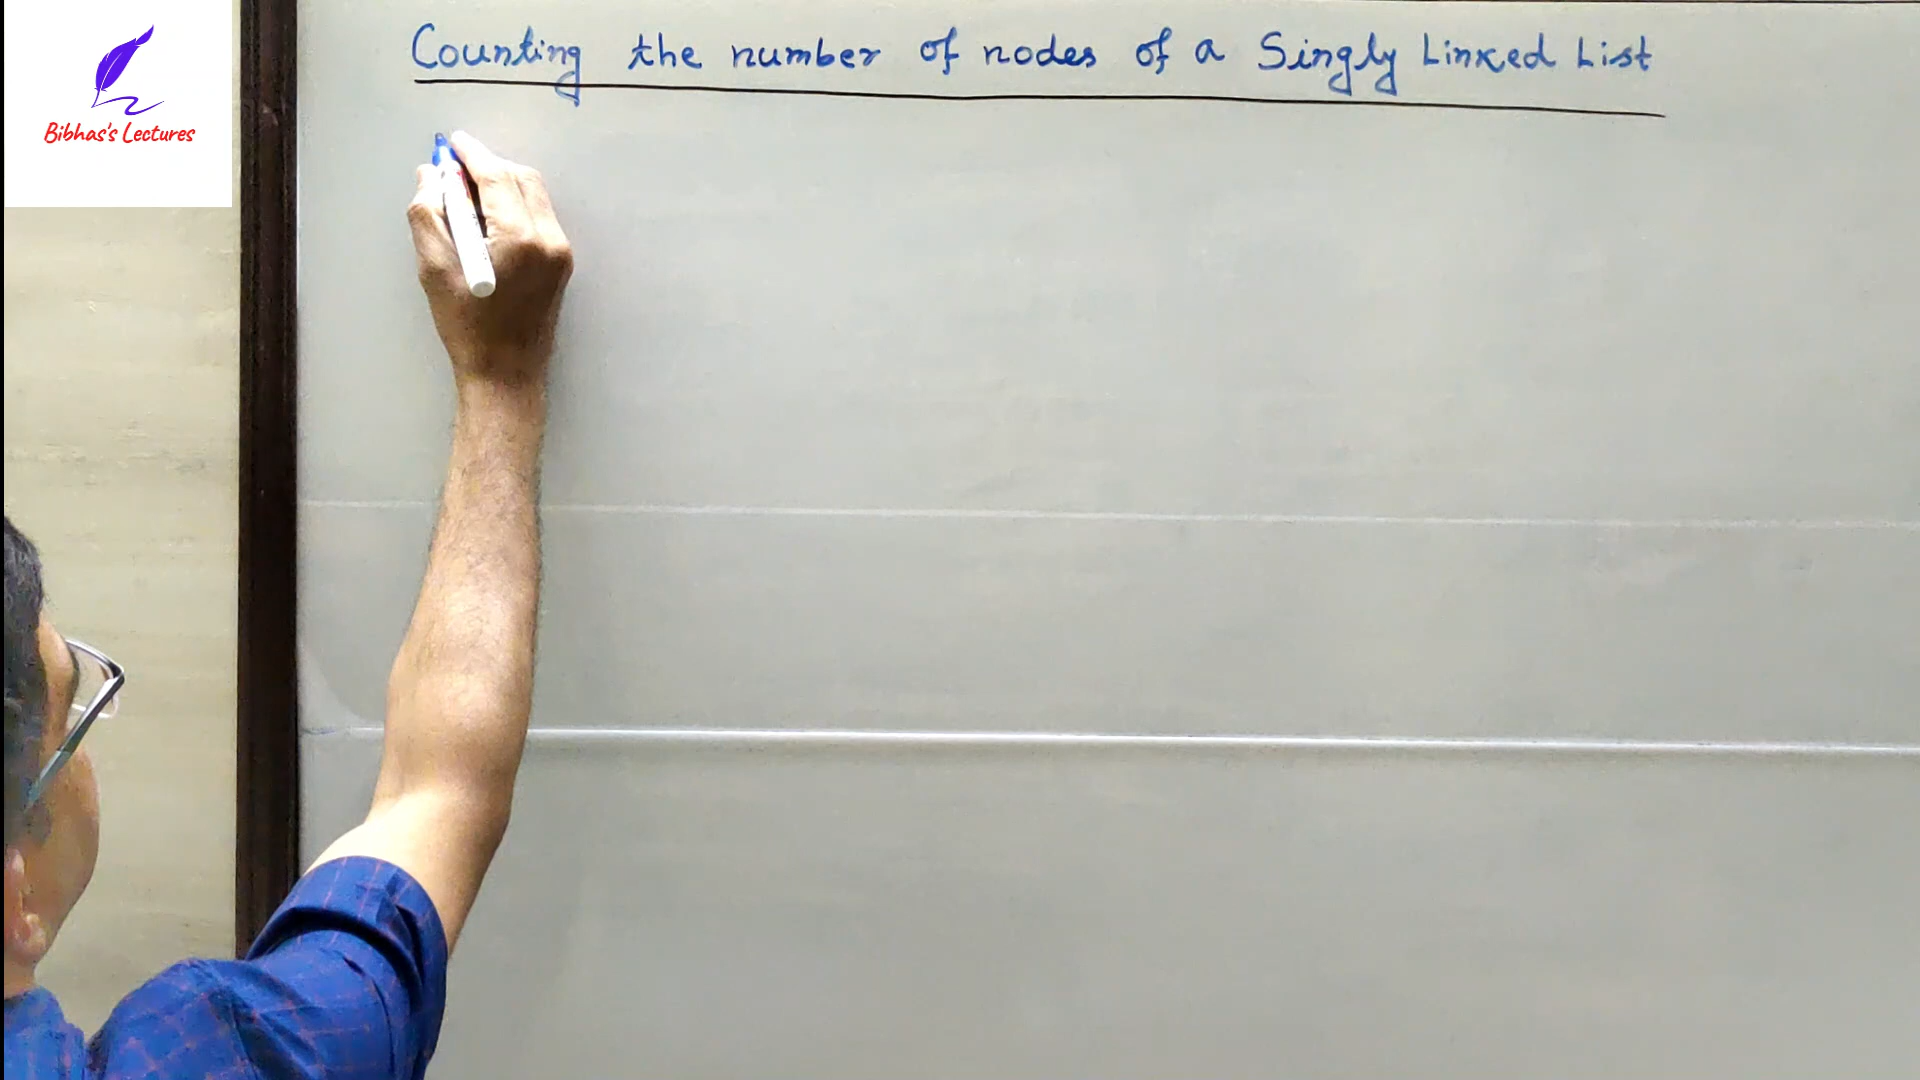 Counting the number of nodes of a Singly Linked List
Bibhas's Lectures